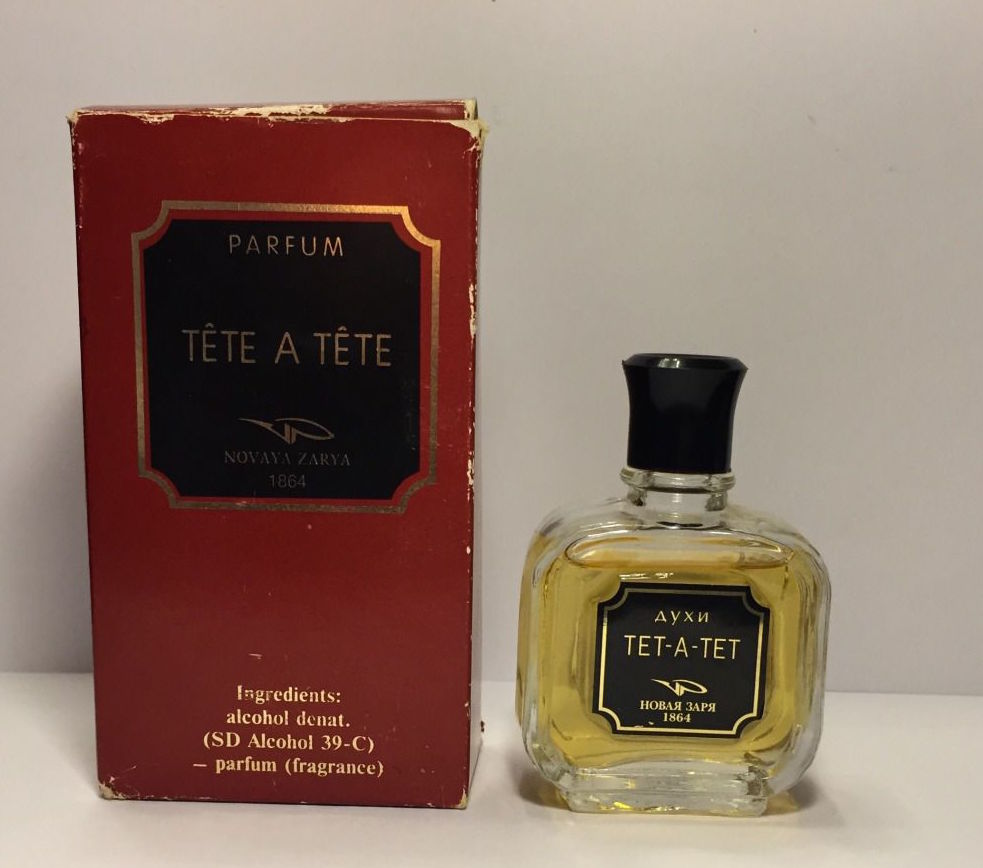 PARFUM
TÊTE A TÊTE
NOVAYA ZARYA
1864
Ingredients:
alcohol denat.
(SD Alcohol 39-C)
– parfum (fragrance)
духи
ТЕТ-А-ТЕТ
НОВАЯ ЗАРЯ
1864